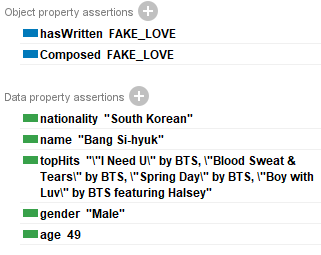 Object property assertions
hasWritten FAKE_LOVE
Composed FAKE_LOVE
Data property assertions
nationality "South Korean"
name "Bang Si-hyuk"
topHits "\"I Need U\" by BTS, \"Blood Sweat &
Tears\" by BTS, \"Spring Day\" by BTS, \"Boy with
Luv\" by BTS featuring Halsey"
gender "Male"
age 49